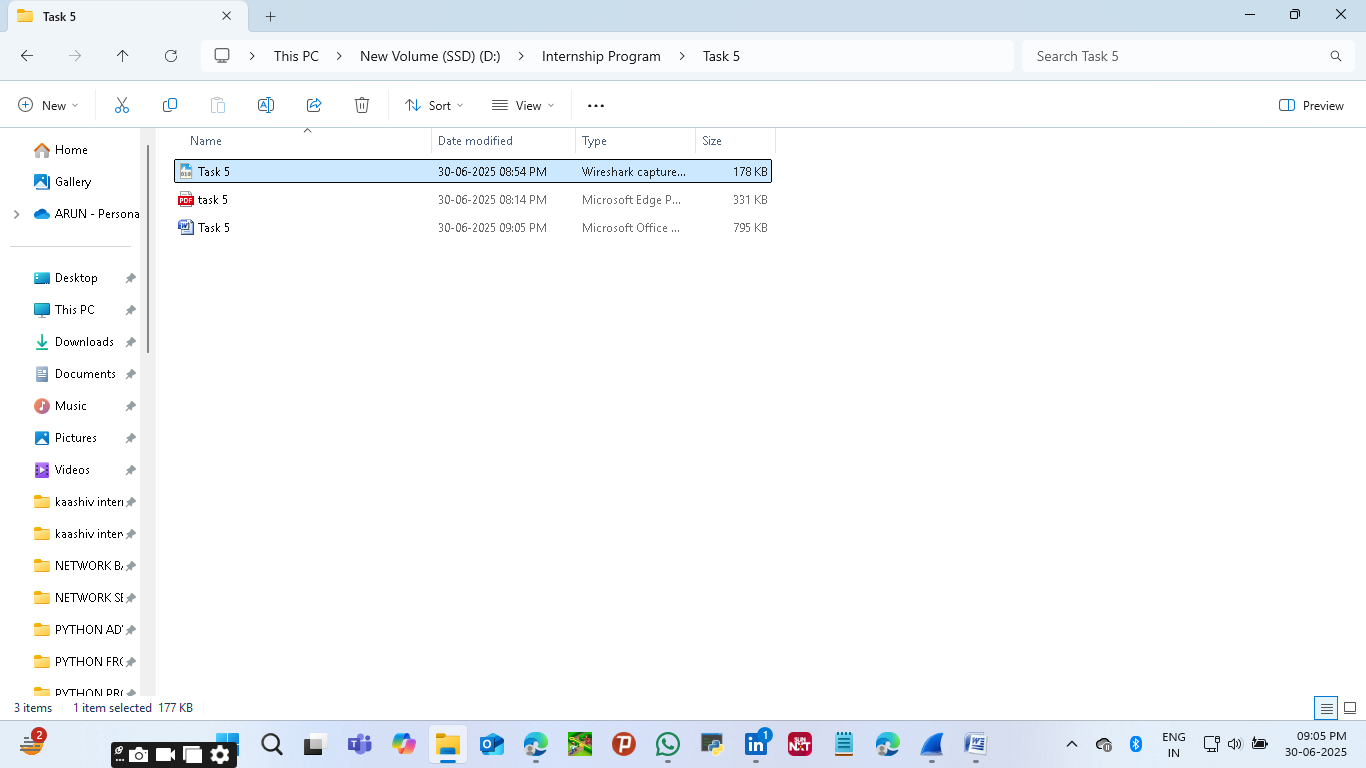 Task 5
This PC > New Volume (SSD) (D:) > Internship Program > Task 5
Search Task 5
New
Sort
View
Preview
Name
Date modified
Type
Size
Task 5 30-06-2025 08:54 PM Wireshark capture... 178 KB
task 5 30-06-2025 08:14 PM Microsoft Edge P... 331 KB
Task 5 30-06-2025 09:05 PM Microsoft Office ... 795 KB
Home
Gallery
ARUN - Persona
Desktop
This PC
Downloads
Documents
Music
Pictures
Videos
kaashiv intern
kaashiv intern
NETWORK BA
NETWORK SE
PYTHON AD
PYTHON FRO
PYTHON PRO
3 items 1 item selected 177 KB
2
1
ENG
IN
09:05 PM
30-06-2025